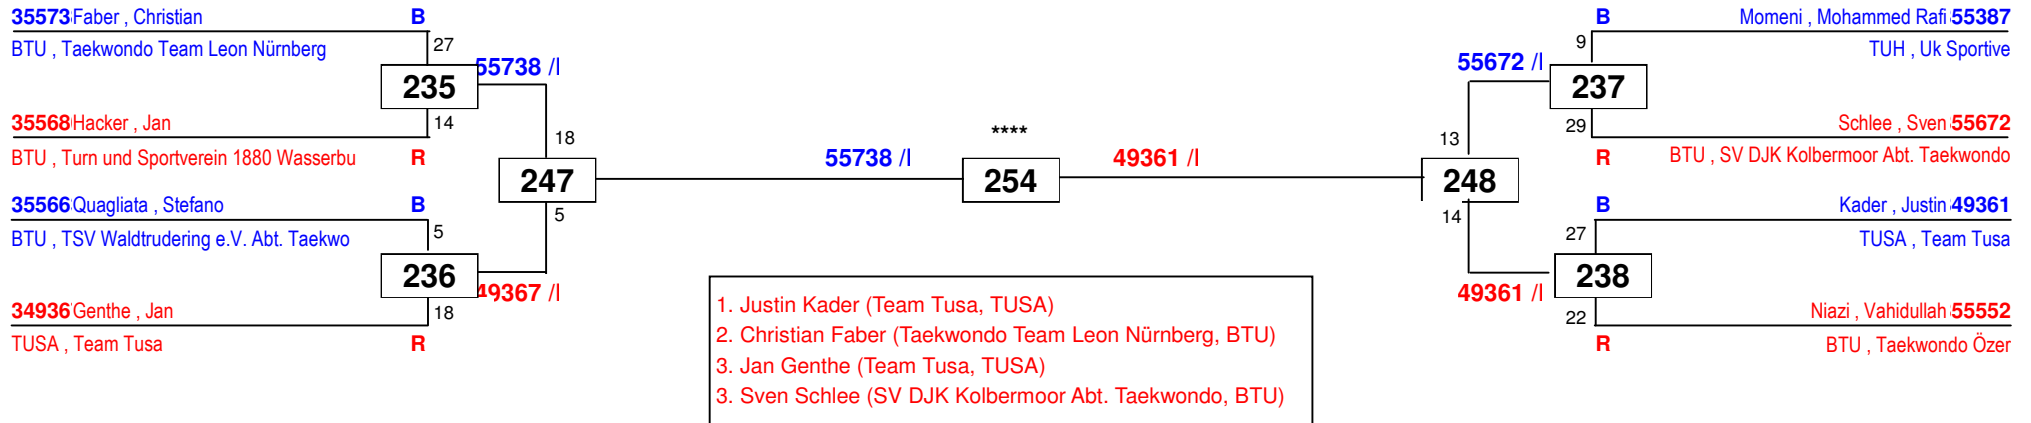 35573 Faber , Christian B
27
BTU , Taekwondo Team Leon Nürnberg
55738 /I
235
35568 Hacker , Jan
14
BTU , Turn und Sportverein 1880 Wasserbu R
18
247
5
35566 Quagliata , Stefano B
5
BTU , TSV Waldtrudering e.V. Abt. Taekwo
236
49367 /I
34936 Genthe , Jan
18
TUSA , Team Tusa R
55738 /I
****
254
49361 /I
B Momeni , Mohammed Rafi 55387
9
TUH , Uk Sportive
55672 /I
237
29
Schlee , Sven 55672
R BTU , SV DJK Kolbermoor Abt. Taekwondo
13
248
14
B Kader , Justin 49361
27
TUSA , Team Tusa
238
49361 /I
22
Niazi , Vahidullah 55552
R BTU , Taekwondo Özer
1. Justin Kader (Team Tusa, TUSA)
2. Christian Faber (Taekwondo Team Leon Nürnberg, BTU)
3. Jan Genthe (Team Tusa, TUSA)
3. Sven Schlee (SV DJK Kolbermoor Abt. Taekwondo, BTU)